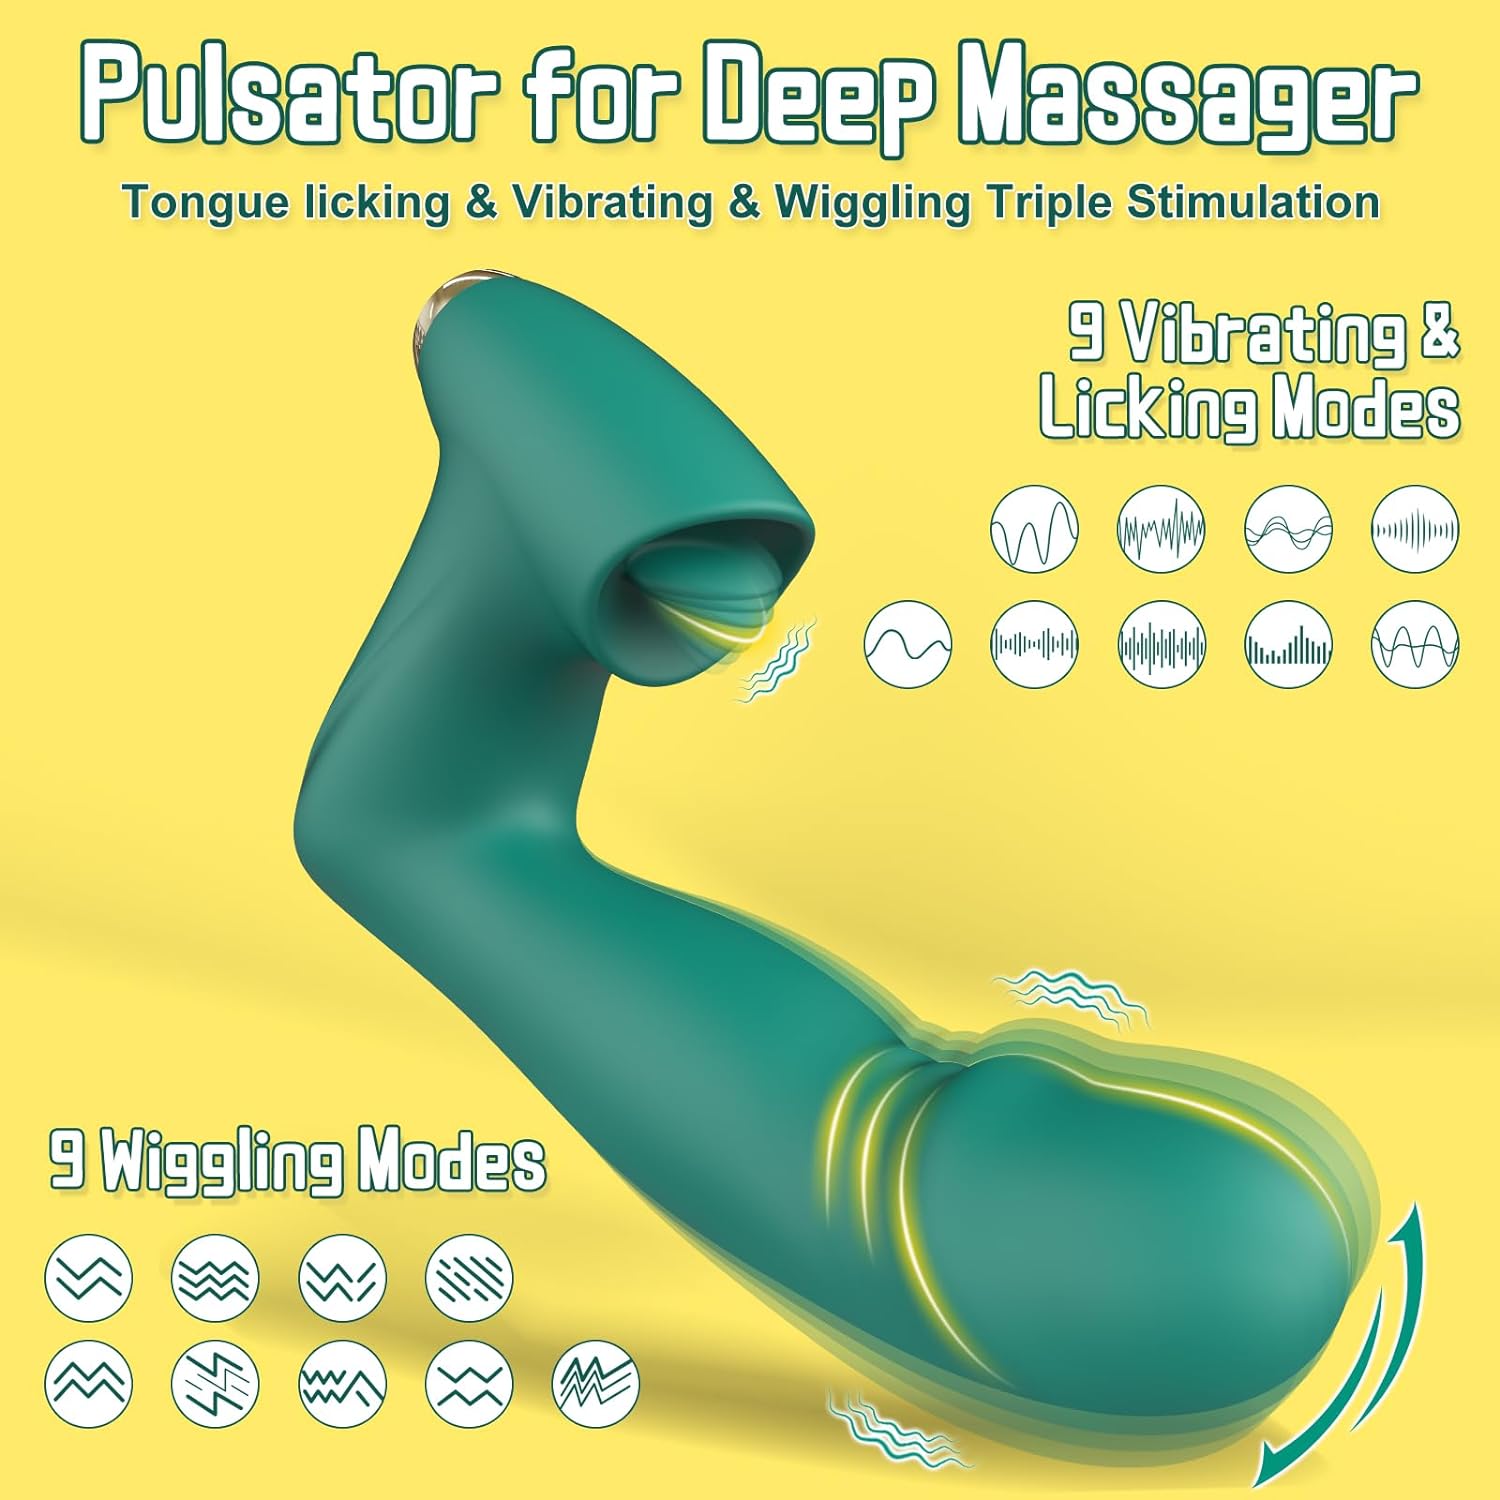 Pulsator for Deep Massager
Tongue licking & Vibrating & Wiggling Triple Stimulation
9 Vibrating &
Licking Modes
9 Wiggling Modes